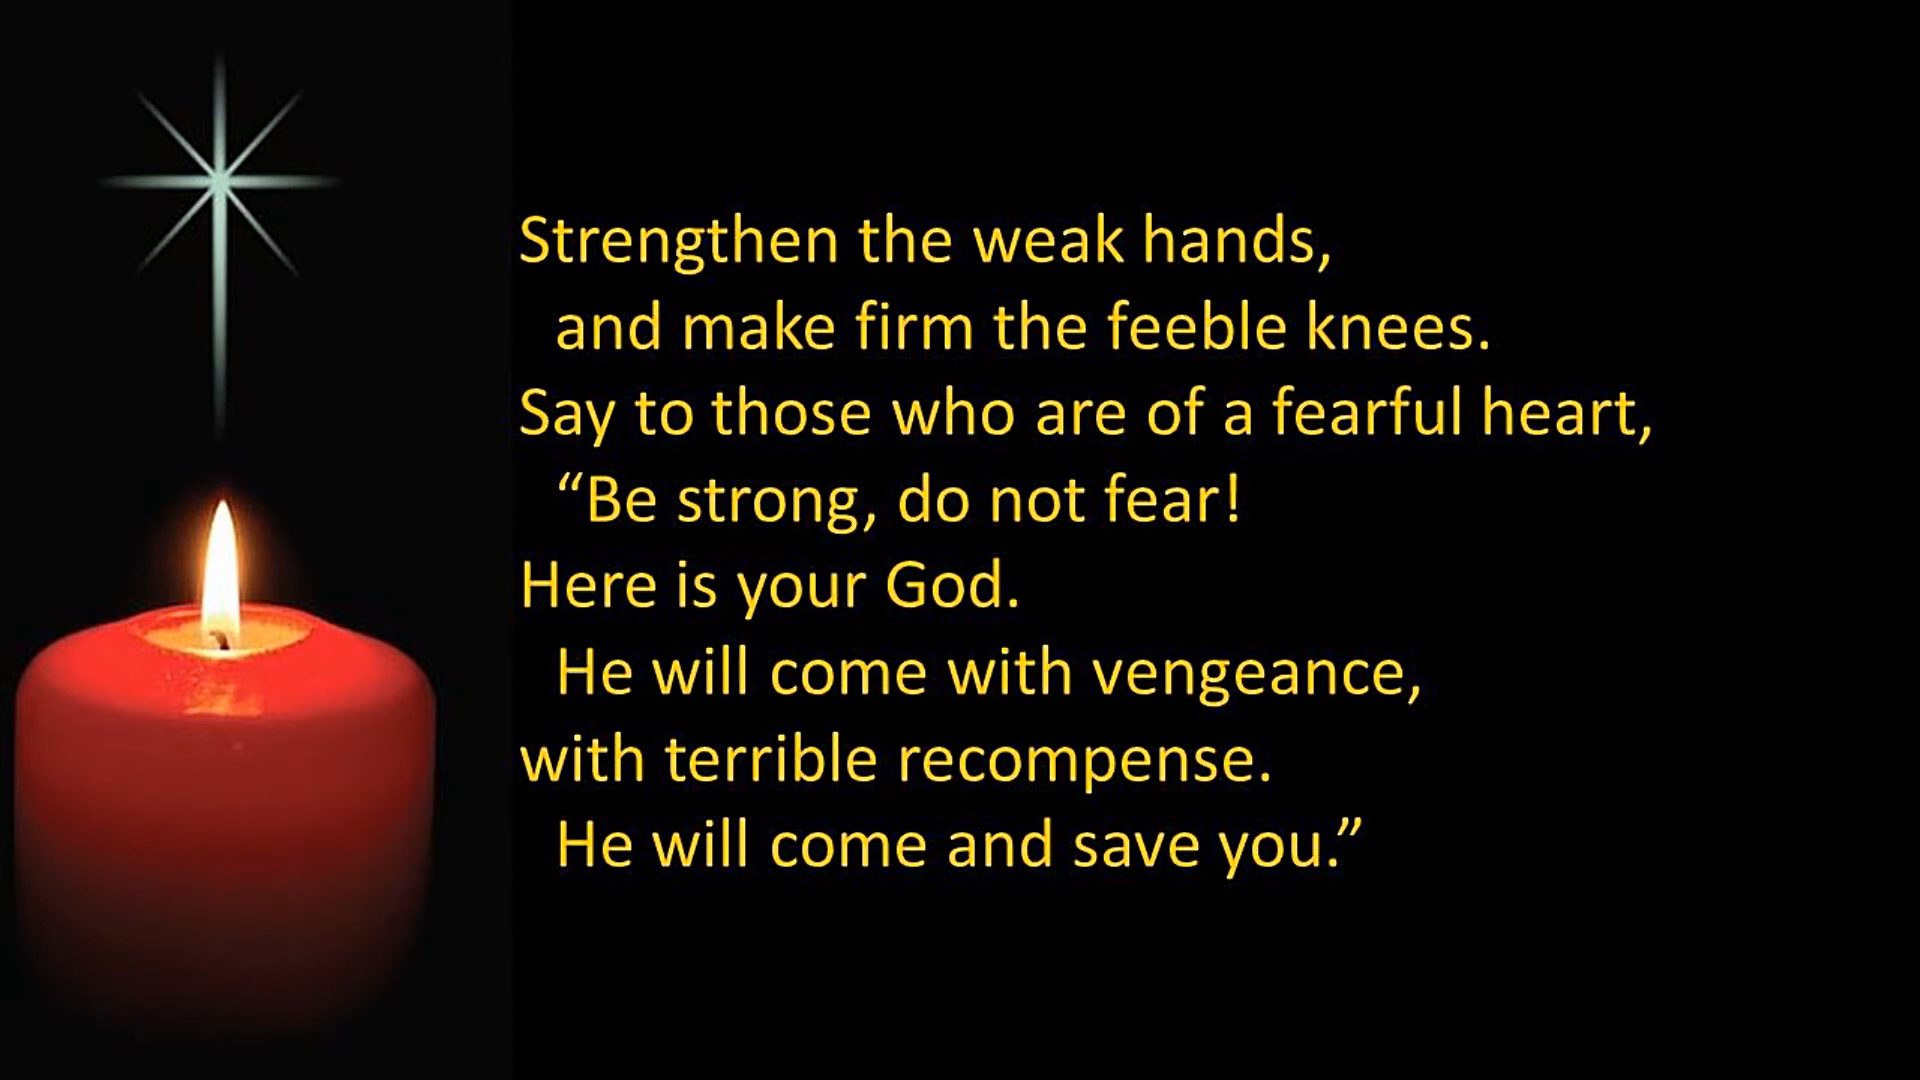 Strengthen the weak hands,
and make firm the feeble knees.
Say to those who are of a fearful heart,
“Be strong, do not fear!
Here is your God.
He will come with vengeance,
with terrible recompense.
He will come and save you.”